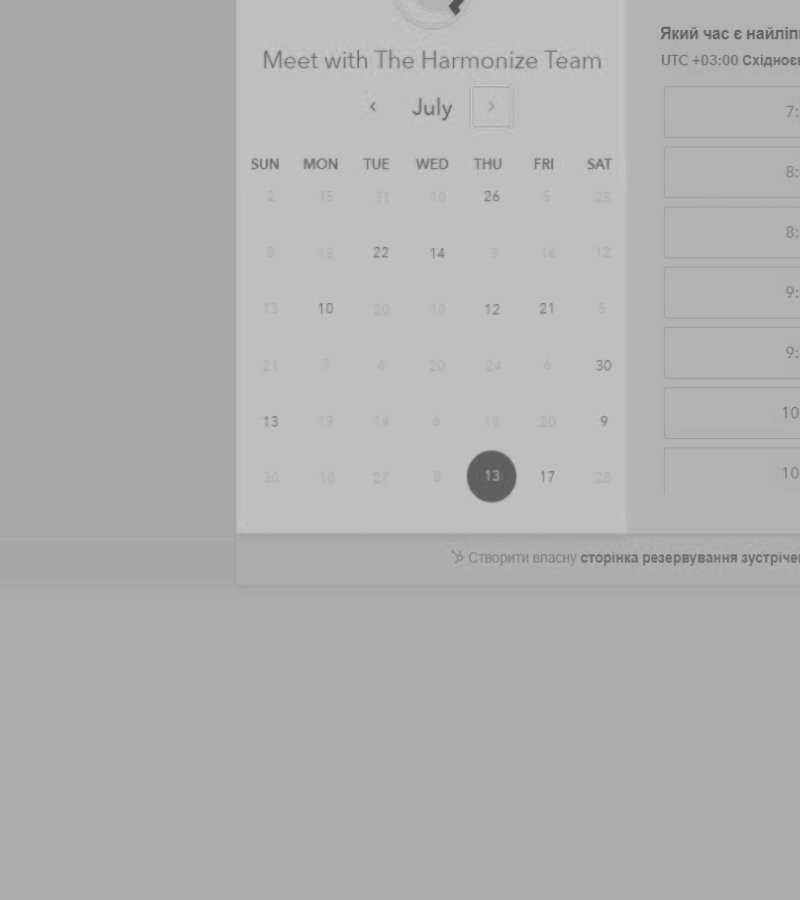 Meet with The Harmonize Team
‹ July ›
SUN MON TUE WED THU FRI SAT
2 15 31 10 26 5 25
8 18 22 14 3 16 12
13 10 20 10 12 21 5
21 7 4 20 24 6 30
13 19 14 6 18 20 9
30 10 27 8 13 17 28
Створити власну сторінка резервування зустріче
Який час є найліп
UTC +03:00 Східноє
7:
8:
8:
9:
9:
10
10